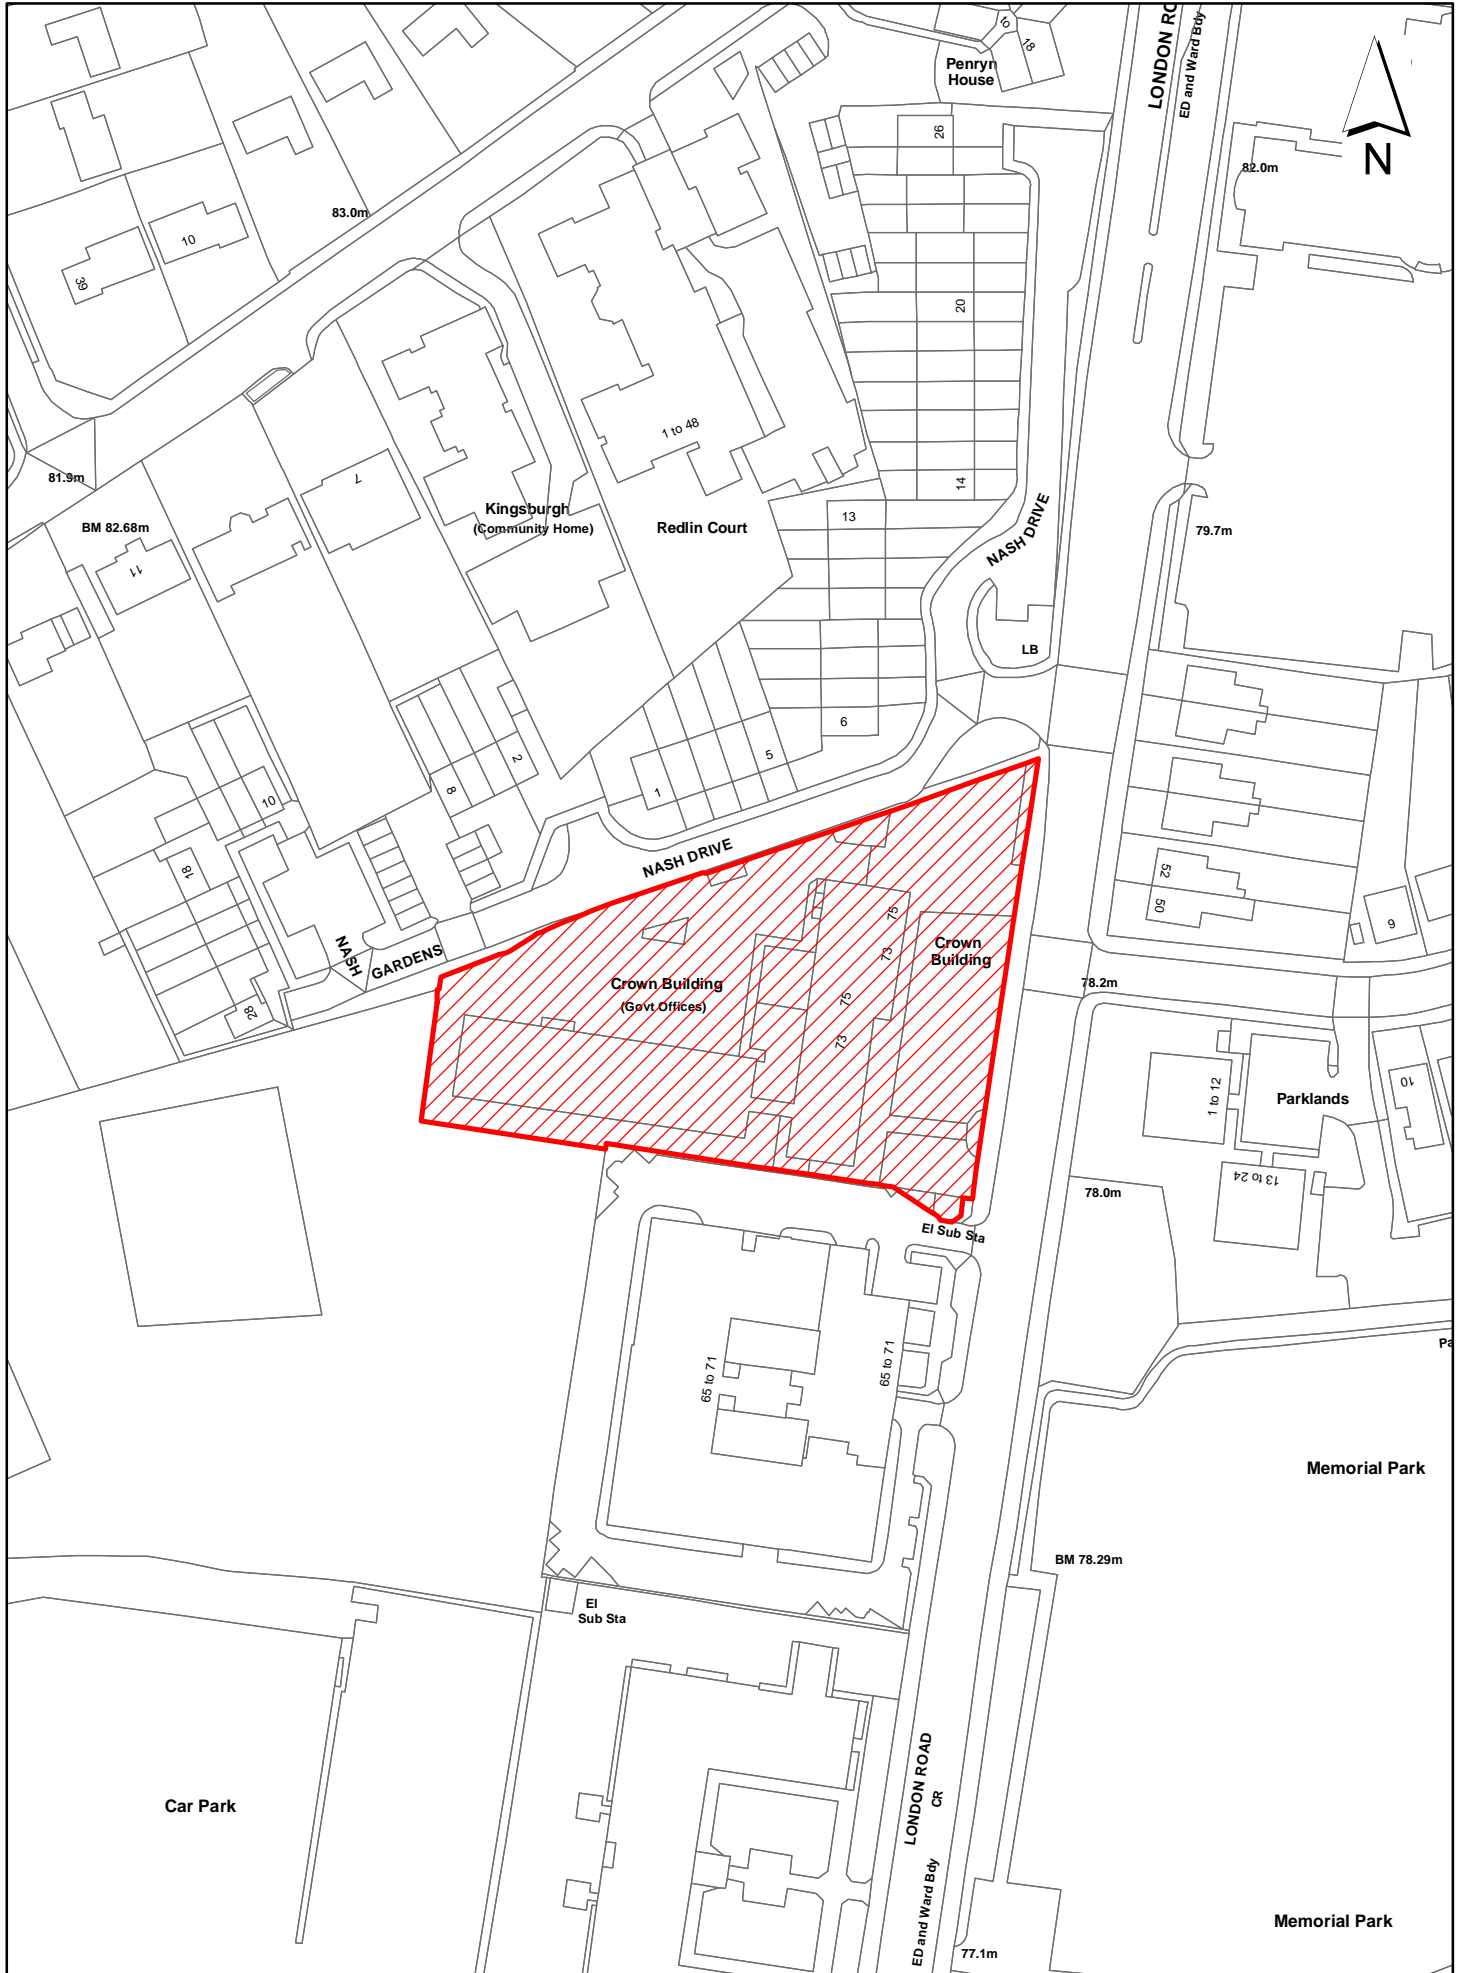 to
18
Penryn
House
LONDON RO
ED and Ward Bdy
N
26
82.0m
83.0m
10
39
20
1 to 48
81.9m
7
14
Kingsburgh
(Community Home)
Redlin Court
13
BM 82.68m
NASH DRIVE
79.7m
11
LB
6
5
2
8
1
10
NASH DRIVE
18
52
50
9
75
73
Crown
Building
NASH
GARDENS
Crown Building
(Govt Offices)
75
73
78.2m
28
1 to 12
Parklands
10
13 to 24
78.0m
El Sub Sta
65 to 71
65 to 71
Pa
Memorial Park
BM 78.29m
El
Sub Sta
LONDON ROAD
CR
Car Park
ED and Ward Bdy
Memorial Park
77.1m